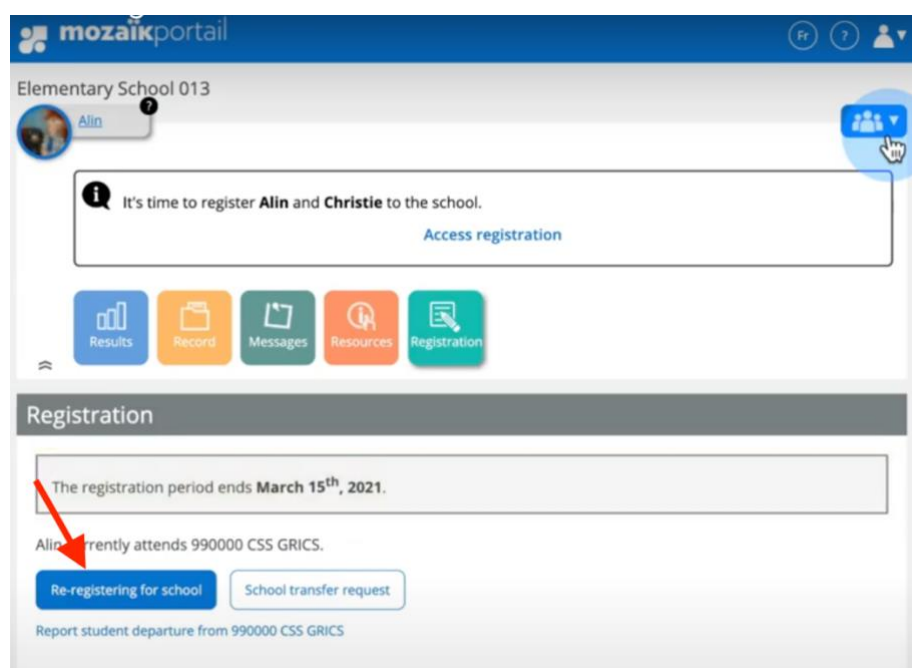 mozaïkportail
Fr ?
Elementary School 013
Alin ?
It's time to register Alin and Christie to the school.
Access registration
Results Record Messages Resources Registration
Registration
The registration period ends March 15th, 2021.
Alin currently attends 990000 CSS GRICS.
Re-registering for school School transfer request
Report student departure from 990000 CSS GRICS